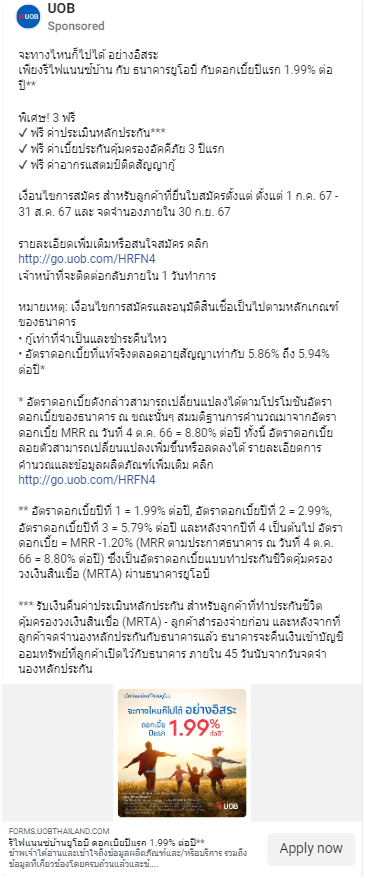 UOB
UOB
Sponsored
จะทางไหนก็ไปได้ อย่างอิสระ
เพียงรีไฟแนนซ์บ้าน กับ ธนาคารยูโอบี กับดอกเบี้ยปีแรก 1.99% ต่อ
ปี**
พิเศษ! 3 ฟรี
✓ ฟรี ค่าประเมินหลักประกัน***
✓ ฟรี ค่าเบี้ยประกันคุ้มครองอัคคีภัย 3 ปีแรก
✓ ฟรี ค่าอากรแสตมป์ติดสัญญากู้
เงื่อนไขการสมัคร สำหรับลูกค้าที่ยื่นใบสมัครตั้งแต่ ตั้งแต่ 1 ก.ค. 67 -
31 ส.ค. 67 และ จดจำนองภายใน 30 ก.ย. 67
รายละเอียดเพิ่มเติมหรือสนใจสมัคร คลิก
http://go.uob.com/HRFN4
เจ้าหน้าที่จะติดต่อกลับภายใน 1 วันทำการ
หมายเหตุ: เงื่อนไขการสมัครและอนุมัติสินเชื่อเป็นไปตามหลักเกณฑ์
ของธนาคาร
• กู้เท่าที่จำเป็นและชำระคืนไหว
• อัตราดอกเบี้ยที่แท้จริงตลอดอายุสัญญาเท่ากับ 5.86% ถึง 5.94%
ต่อปี*
* อัตราดอกเบี้ยดังกล่าวสามารถเปลี่ยนแปลงได้ตามโปรโมชันอัตรา
ดอกเบี้ยของธนาคาร ณ ขณะนั้นๆ สมมติฐานการคำนวณมาจากอัตรา
ดอกเบี้ย MRR ณ วันที่ 4 ต.ค. 66 = 8.80% ต่อปี ทั้งนี้ อัตราดอกเบี้ย
ลอยตัวสามารถเปลี่ยนแปลงเพิ่มขึ้นหรือลดลงได้ รายละเอียดการ
คำนวณและข้อมูลผลิตภัณฑ์เพิ่มเติม คลิก
http://go.uob.com/HRFN4
** อัตราดอกเบี้ยปีที่ 1 = 1.99% ต่อปี, อัตราดอกเบี้ยปีที่ 2 = 2.99%,
อัตราดอกเบี้ยปีที่ 3 = 5.79% ต่อปี และหลังจากปีที่ 4 เป็นต้นไป อัตรา
ดอกเบี้ย = MRR -1.20% (MRR ตามประกาศธนาคาร ณ วันที่ 4 ต.ค.
66 = 8.80% ต่อปี) ซึ่งเป็นอัตราดอกเบี้ยแบบทำประกันชีวิตคุ้มครอง
วงเงินสินเชื่อ (MRTA) ผ่านธนาคารยูโอบี
*** รับเงินคืนค่าประเมินหลักประกัน สำหรับลูกค้าที่ทำประกันชีวิต
คุ้มครองวงเงินสินเชื่อ (MRTA) - ลูกค้าสำรองจ่ายก่อน และหลังจากที่
ลูกค้าจดจำนองหลักประกันกับธนาคารแล้ว ธนาคารจะคืนเงินเข้าบัญชี
ออมทรัพย์ที่ลูกค้าเปิดไว้กับธนาคาร ภายใน 45 วันนับจากวันจดจำ
นองหลักประกัน
จะทางไหนก็ไปได้ อย่างอิสระ
ดอกเบี้ย
ปีแรก 1.99% ต่อปี*
UOB
FORMS.UOBTHAILAND.COM
รีไฟแนนซ์บ้านยูโอบี ดอกเบี้ยปีแรก 1.99% ต่อปี**
ข้าพเจ้าได้อ่านและเข้าใจถึงข้อมูลผลิตภัณฑ์และ/หรือบริการ รวมถึง
ข้อมูลที่เกี่ยวข้องโดยครบถ้วนแล้วและข้....
Apply now